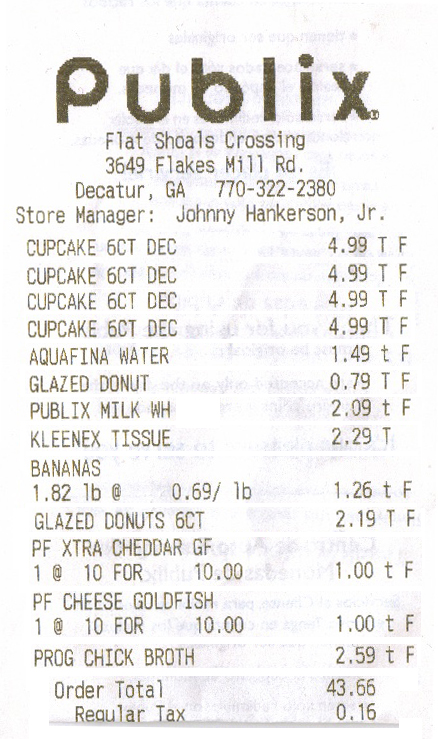 Publix®
Flat Shoals Crossing
3649 Flakes Mill Rd.
Decatur, GA 770-322-2380
Store Manager: Johnny Hankerson, Jr.
CUPCAKE 6CT DEC 4.99 T F
CUPCAKE 6CT DEC 4.99 T F
CUPCAKE 6CT DEC 4.99 T F
CUPCAKE 6CT DEC 4.99 T F
AQUAFINA WATER 1.49 t F
GLAZED DONUT 0.79 T F
PUBLIX MILK WH 2.09 t F
KLEENEX TISSUE 2.29 T
BANANAS
1.82 lb @ 0.69/ lb 1.26 t F
GLAZED DONUTS 6CT 2.19 T F
PF XTRA CHEDDAR GF
1 @ 10 FOR 10.00 1.00 t F
PF CHEESE GOLDFISH
1 @ 10 FOR 10.00 1.00 t F
PROG CHICK BROTH 2.59 t F
Order Total 43.66
Regular Tax 0.16